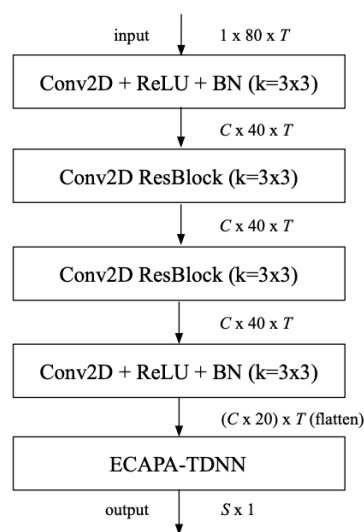 input 1 x 80 x T
Conv2D + ReLU + BN (k=3x3)
C x 40 x T
Conv2D ResBlock (k=3x3)
C x 40 x T
Conv2D ResBlock (k=3x3)
C x 40 x T
Conv2D + ReLU + BN (k=3x3)
(C x 20) x T (flatten)
ECAPA-TDNN
output S x 1